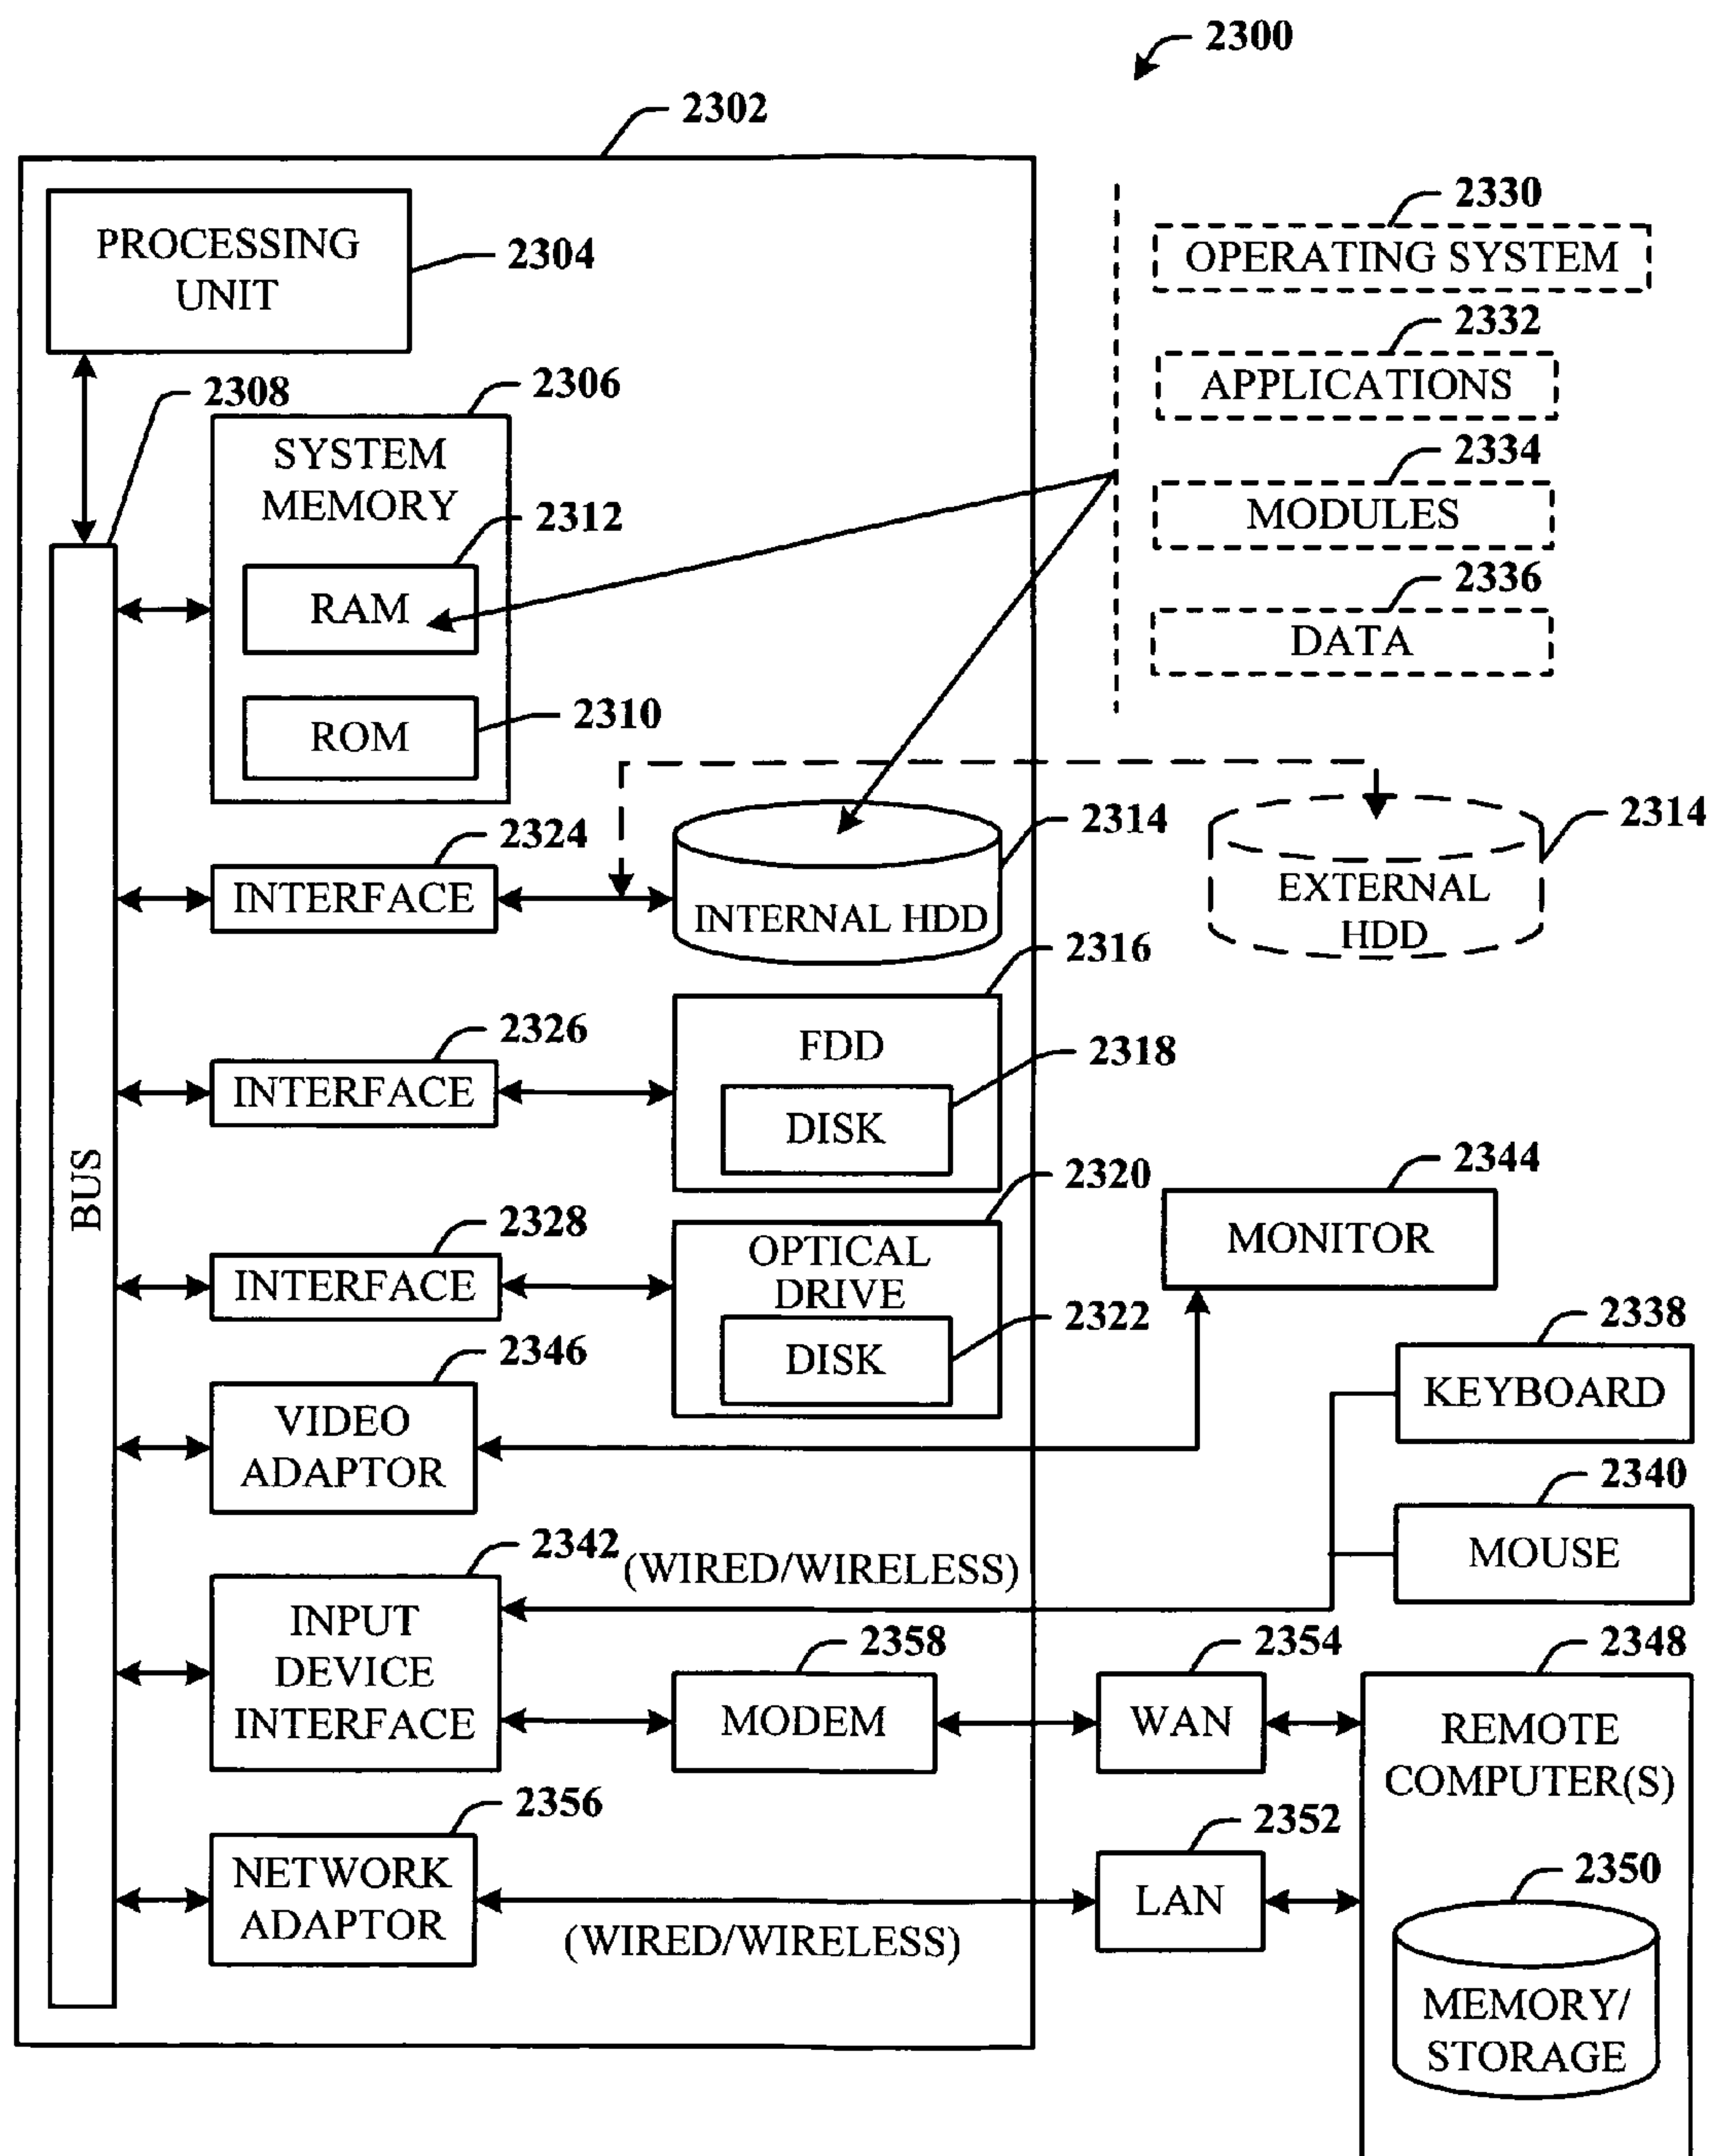 2300
2302
PROCESSING
UNIT
2304
2330
OPERATING SYSTEM
2332
APPLICATIONS
2334
MODULES
2336
DATA
2308
2306
SYSTEM
MEMORY
2312
RAM
2310
ROM
2324
INTERFACE
2314
INTERNAL HDD
2314
EXTERNAL
HDD
2316
FDD
2318
DISK
2326
INTERFACE
BUS
2320
OPTICAL
DRIVE
2322
DISK
2328
INTERFACE
2344
MONITOR
2346
VIDEO
ADAPTOR
2338
KEYBOARD
2340
MOUSE
2342
(WIRED/WIRELESS)
INPUT
DEVICE
INTERFACE
2358
MODEM
2354
WAN
2348
REMOTE
COMPUTER(S)
2356
NETWORK
ADAPTOR
(WIRED/WIRELESS)
2352
LAN
2350
MEMORY/
STORAGE